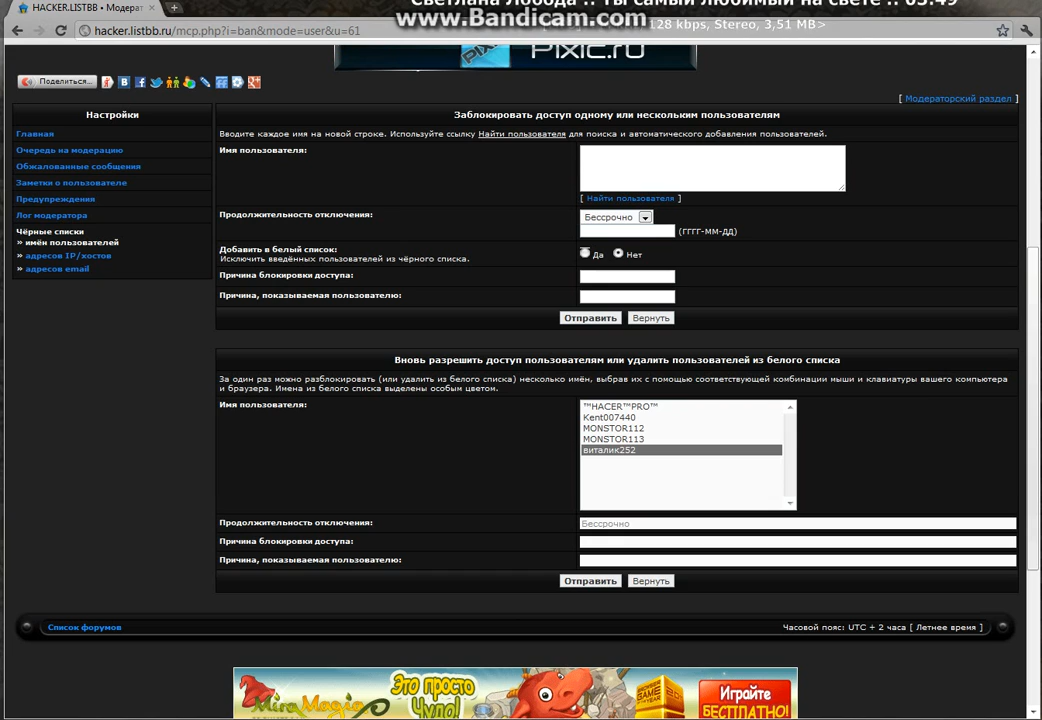 Светлана Лобода :: Ты самый любимый на свете :: 03:49
HACKER.LISTBB • Модерат
www.Bandicam.com
128 kbps, Stereo, 3,51 MB>
hacker.listbb.ru/mcp.php?i=ban&mode=user&u=61
PIXIC.ru
Поделиться...
[ Модераторский раздел ]
Настройки
Главная
Очередь на модерацию
Обжалованные сообщения
Заметки о пользователе
Предупреждения
Лог модератора
Чёрные списки
» имён пользователей
» адресов IP/хостов
» адресов email
Заблокировать доступ одному или нескольким пользователям
Вводите каждое имя на новой строке. Используйте ссылку Найти пользователя для поиска и автоматического добавления пользователей.
Имя пользователя:
[ Найти пользователя ]
Продолжительность отключения:
Бессрочно
(ГГГГ-ММ-ДД)
Добавить в белый список:
Исключить введённых пользователей из чёрного списка.
Да Нет
Причина блокировки доступа:
Причина, показываемая пользователю:
Отправить Вернуть
Вновь разрешить доступ пользователям или удалить пользователей из белого списка
За один раз можно разблокировать (или удалить из белого списка) несколько имён, выбрав их с помощью соответствующей комбинации мыши и клавиатуры вашего компьютера
и браузера. Имена из белого списка выделены особым цветом.
Имя пользователя:
™HACER™PRO™
Kent007440
MONSTOR112
MONSTOR113
виталик252
Продолжительность отключения:
Бессрочно
Причина блокировки доступа:
Причина, показываемая пользователю:
Отправить Вернуть
Список форумов
Часовой пояс: UTC + 2 часа [ Летнее время ]
МираМагия
Это просто
Чудо!
BROWSER
GAME
OF THE YEAR
Играйте
БЕСПЛАТНО!